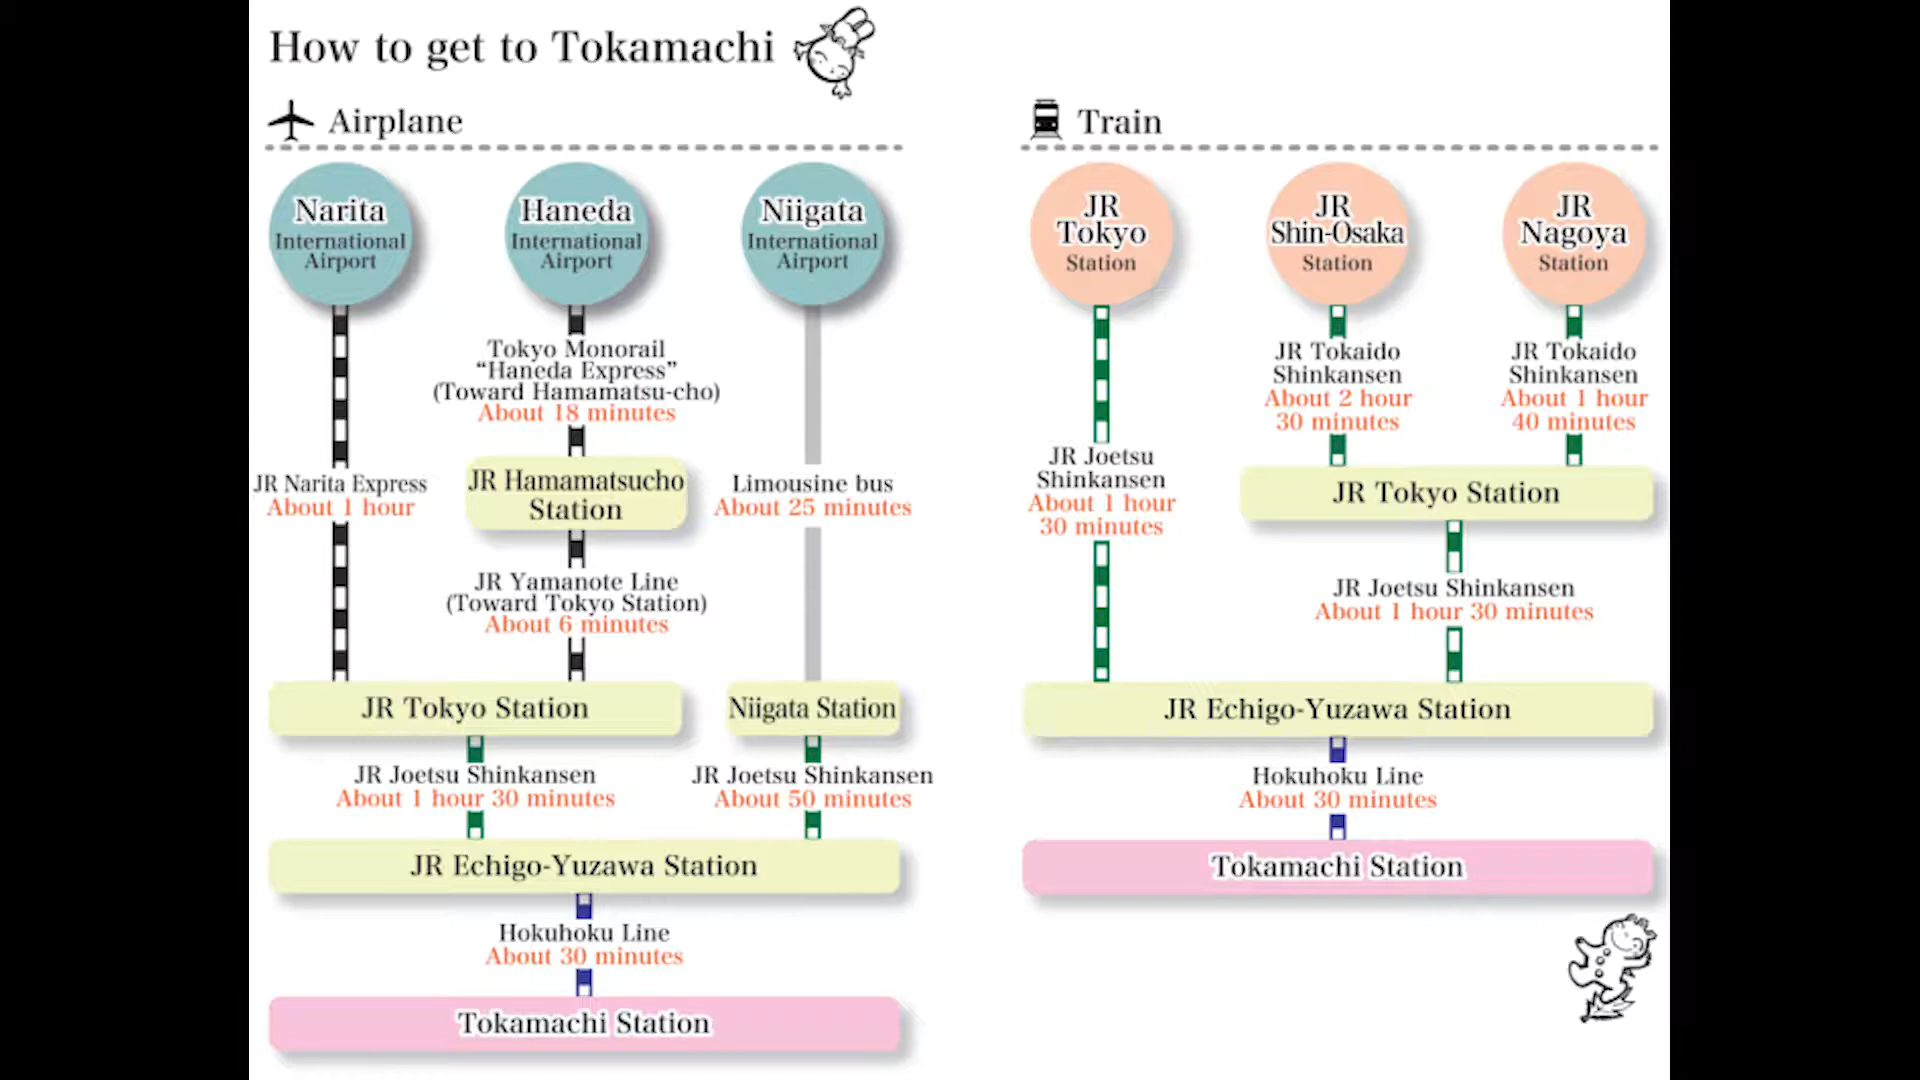 How to get to Tokamachi
Airplane
Narita
International
Airport
Haneda
International
Airport
Niigata
International
Airport
JR Narita Express
About 1 hour
Tokyo Monorail
“Haneda Express”
(Toward Hamamatsu-cho)
About 18 minutes
JR Hamamatsucho
Station
JR Yamanote Line
(Toward Tokyo Station)
About 6 minutes
Limousine bus
About 25 minutes
JR Tokyo Station
Niigata Station
JR Joetsu Shinkansen
About 1 hour 30 minutes
JR Joetsu Shinkansen
About 50 minutes
JR Echigo-Yuzawa Station
Hokuhoku Line
About 30 minutes
Tokamachi Station
Train
JR
Tokyo
Station
JR
Shin-Osaka
Station
JR
Nagoya
Station
JR Joetsu
Shinkansen
About 1 hour
30 minutes
JR Tokaido
Shinkansen
About 2 hour
30 minutes
JR Tokaido
Shinkansen
About 1 hour
40 minutes
JR Tokyo Station
JR Joetsu Shinkansen
About 1 hour 30 minutes
JR Echigo-Yuzawa Station
Hokuhoku Line
About 30 minutes
Tokamachi Station